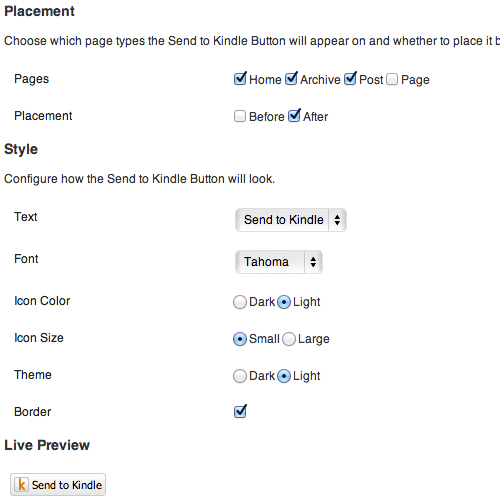 Placement
Choose which page types the Send to Kindle Button will appear on and whether to place it b
Pages Home Archive Post Page
Placement Before After
Style
Configure how the Send to Kindle Button will look.
Text Send to Kindle
Font Tahoma
Icon Color Dark Light
Icon Size Small Large
Theme Dark Light
Border
Live Preview
k Send to Kindle